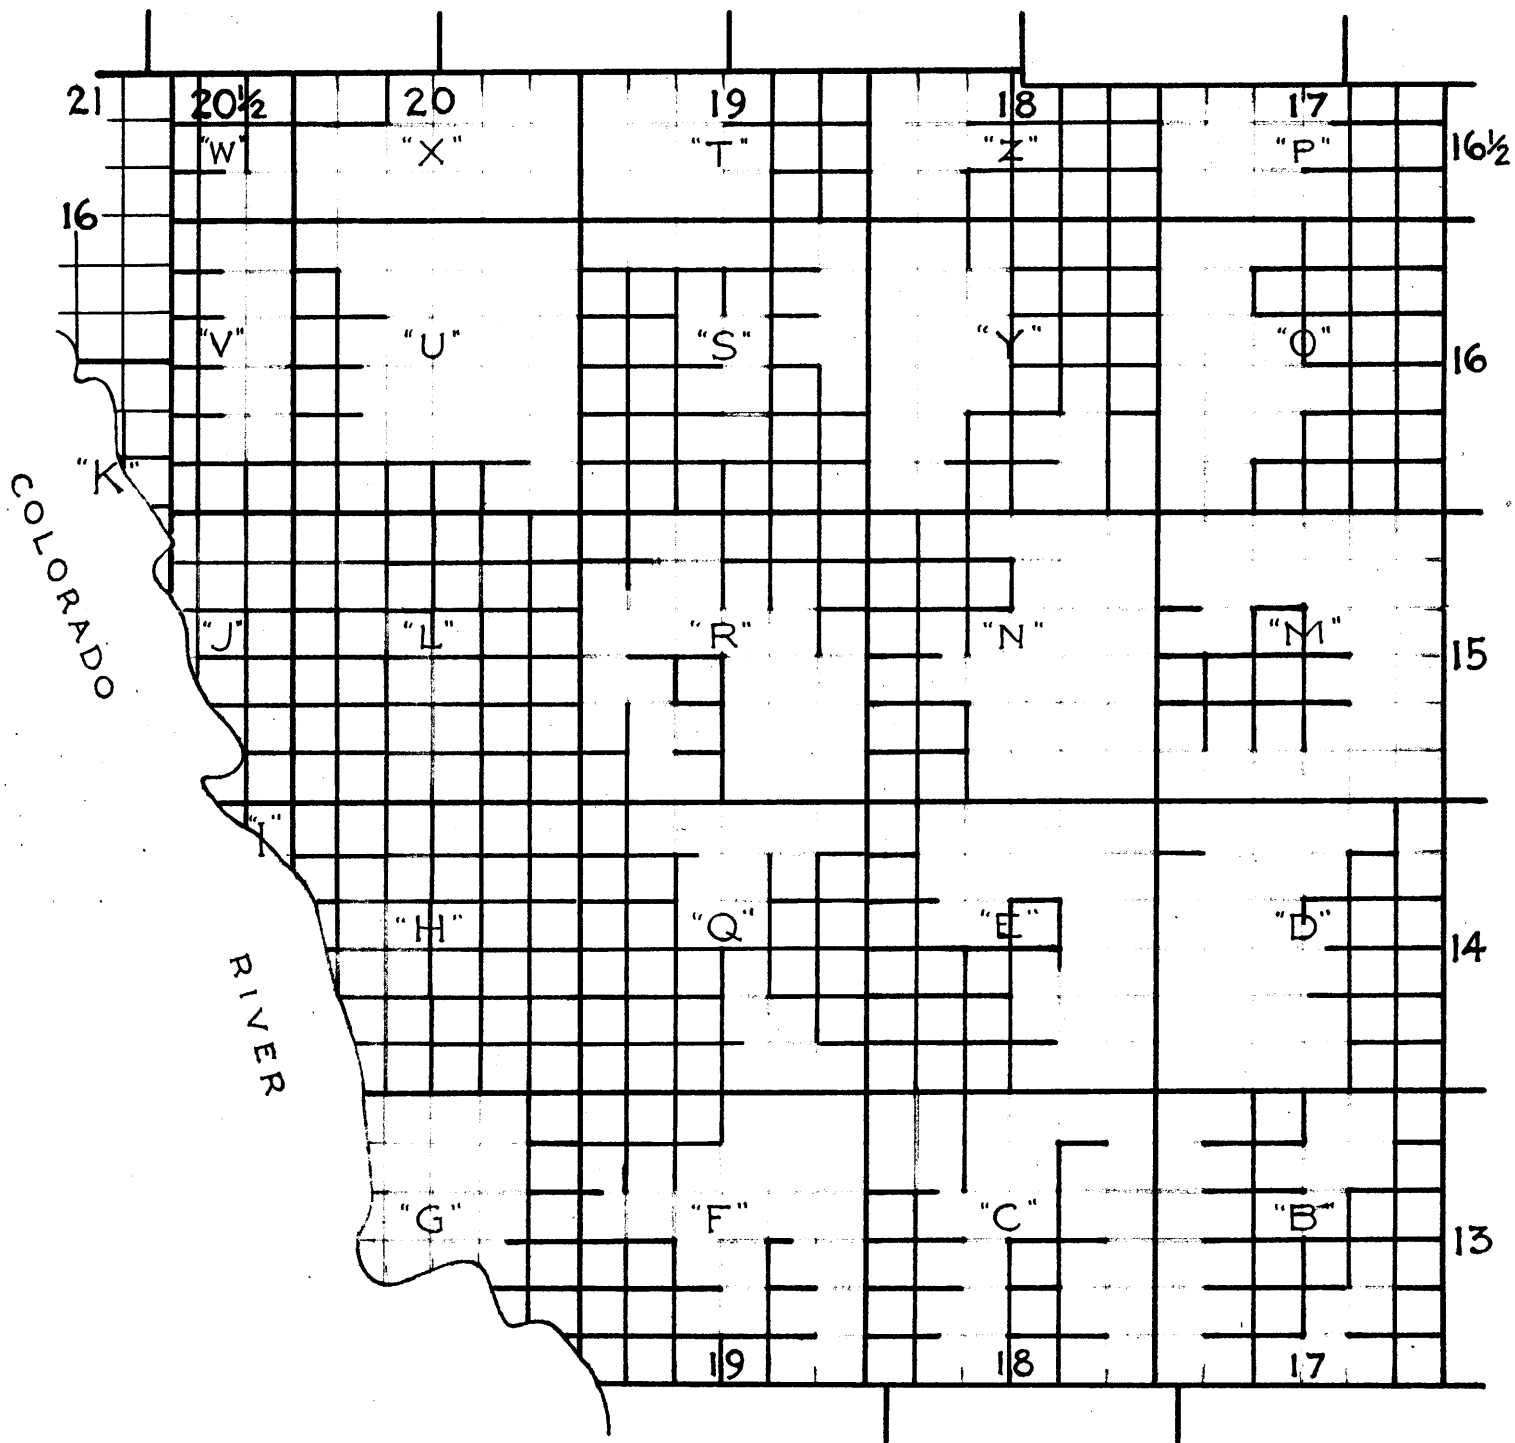 21 20½ 20 19 18 17
"W" "X" "T" "Z" "P" 16½
16
"V" "U" "S" "Y" "O" 16
"K"
COLORADO
"J" "L" "R" "N" "M" 15
"I"
"H" "Q" "E" "D" 14
RIVER
"G" "F" "C" "B" 13
19 18 17